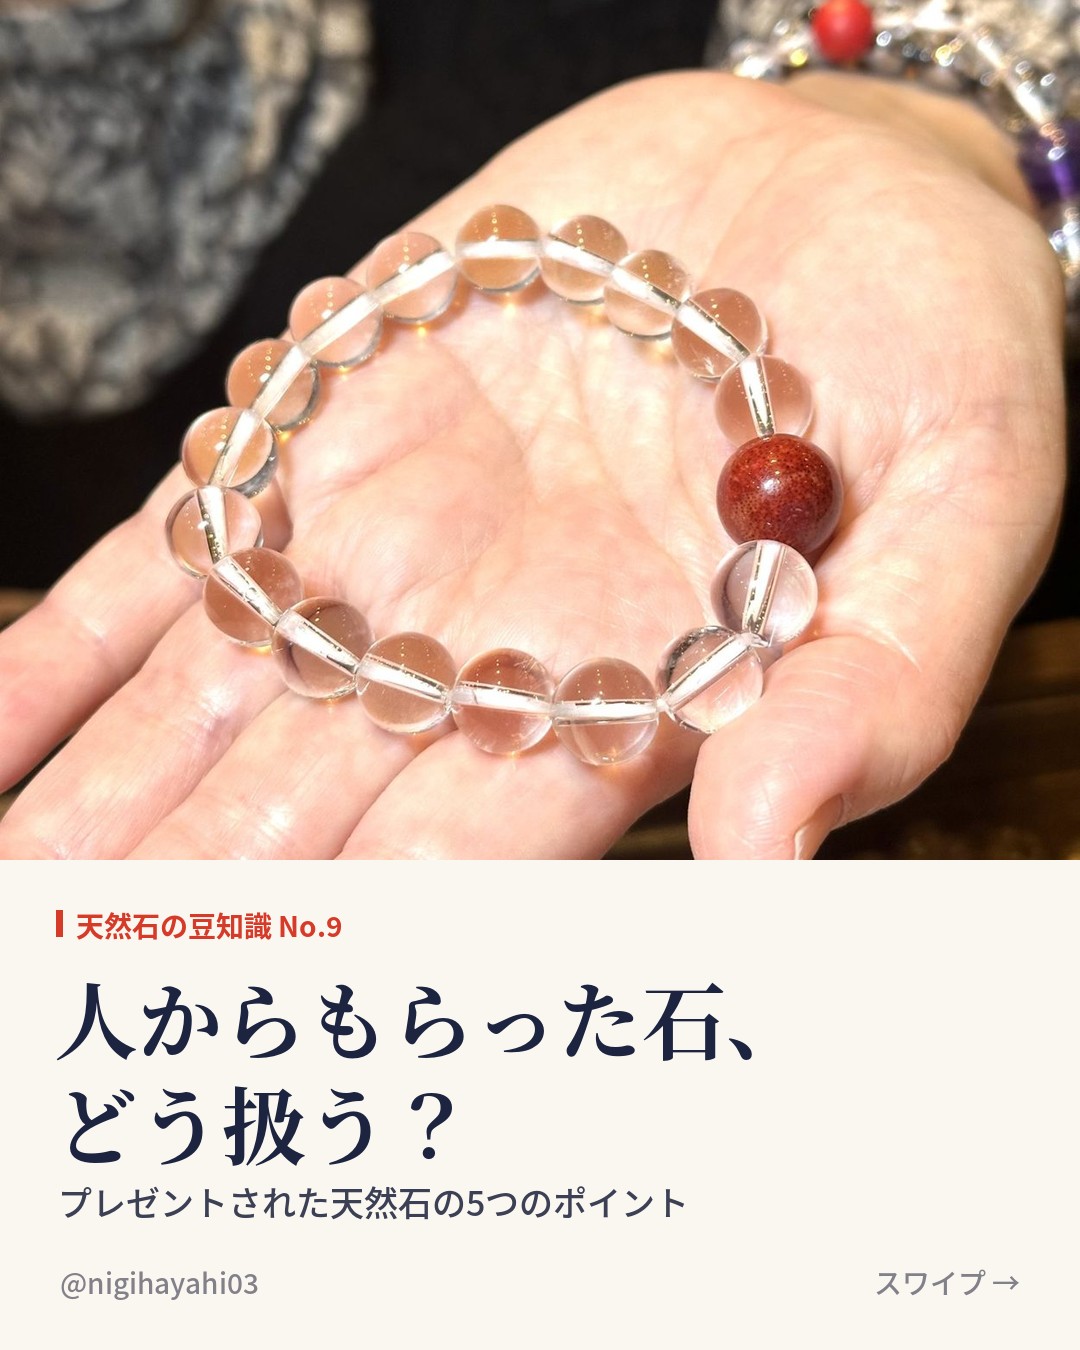 天然石の豆知識 No.9
人からもらった石、
どう扱う？
プレゼントされた天然石の5つのポイント
@nigihayahi03
スワイプ →